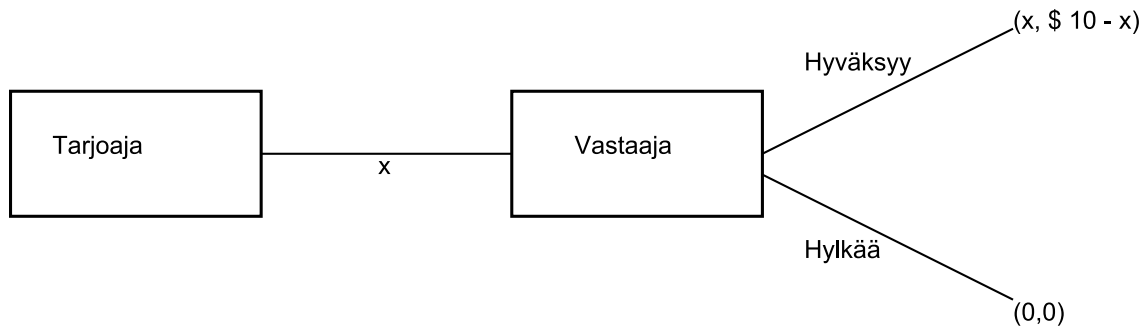 (x, $ 10 - x)
Hyväksyy
Tarjoaja
x
Vastaaja
Hylkää
(0,0)